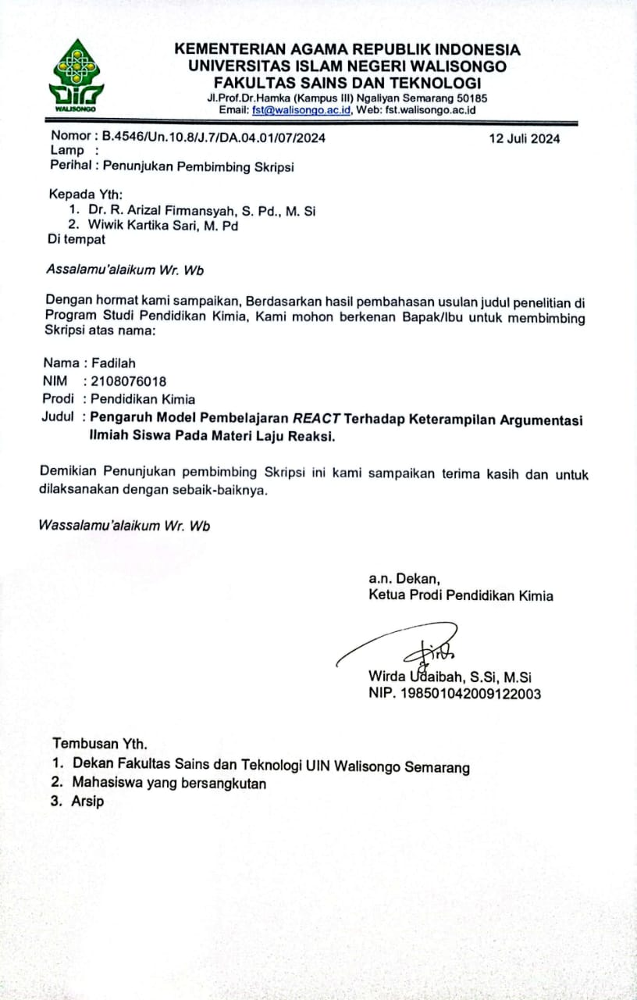 WALISONGO
KEMENTERIAN AGAMA REPUBLIK INDONESIA
UNIVERSITAS ISLAM NEGERI WALISONGO
FAKULTAS SAINS DAN TEKNOLOGI
Jl.Prof.Dr.Hamka (Kampus III) Ngaliyan Semarang 50185
Email: fst@walisongo.ac.id, Web: fst.walisongo.ac.id
Nomor : B.4546/Un.10.8/J.7/DA.04.01/07/2024 12 Juli 2024
Lamp :
Perihal : Penunjukan Pembimbing Skripsi
Kepada Yth:
1. Dr. R. Arizal Firmansyah, S. Pd., M. Si
2. Wiwik Kartika Sari, M. Pd
Di tempat
Assalamu'alaikum Wr. Wb
Dengan hormat kami sampaikan, Berdasarkan hasil pembahasan usulan judul penelitian di
Program Studi Pendidikan Kimia, Kami mohon berkenan Bapak/Ibu untuk membimbing
Skripsi atas nama:
Nama : Fadilah
NIM : 2108076018
Prodi : Pendidikan Kimia
Judul : Pengaruh Model Pembelajaran REACT Terhadap Keterampilan Argumentasi
Ilmiah Siswa Pada Materi Laju Reaksi.
Demikian Penunjukan pembimbing Skripsi ini kami sampaikan terima kasih dan untuk
dilaksanakan dengan sebaik-baiknya.
Wassalamu'alaikum Wr. Wb
a.n. Dekan,
Ketua Prodi Pendidikan Kimia
Wirda Udaibah, S.Si, M.Si
NIP. 198501042009122003
Tembusan Yth.
1. Dekan Fakultas Sains dan Teknologi UIN Walisongo Semarang
2. Mahasiswa yang bersangkutan
3. Arsip